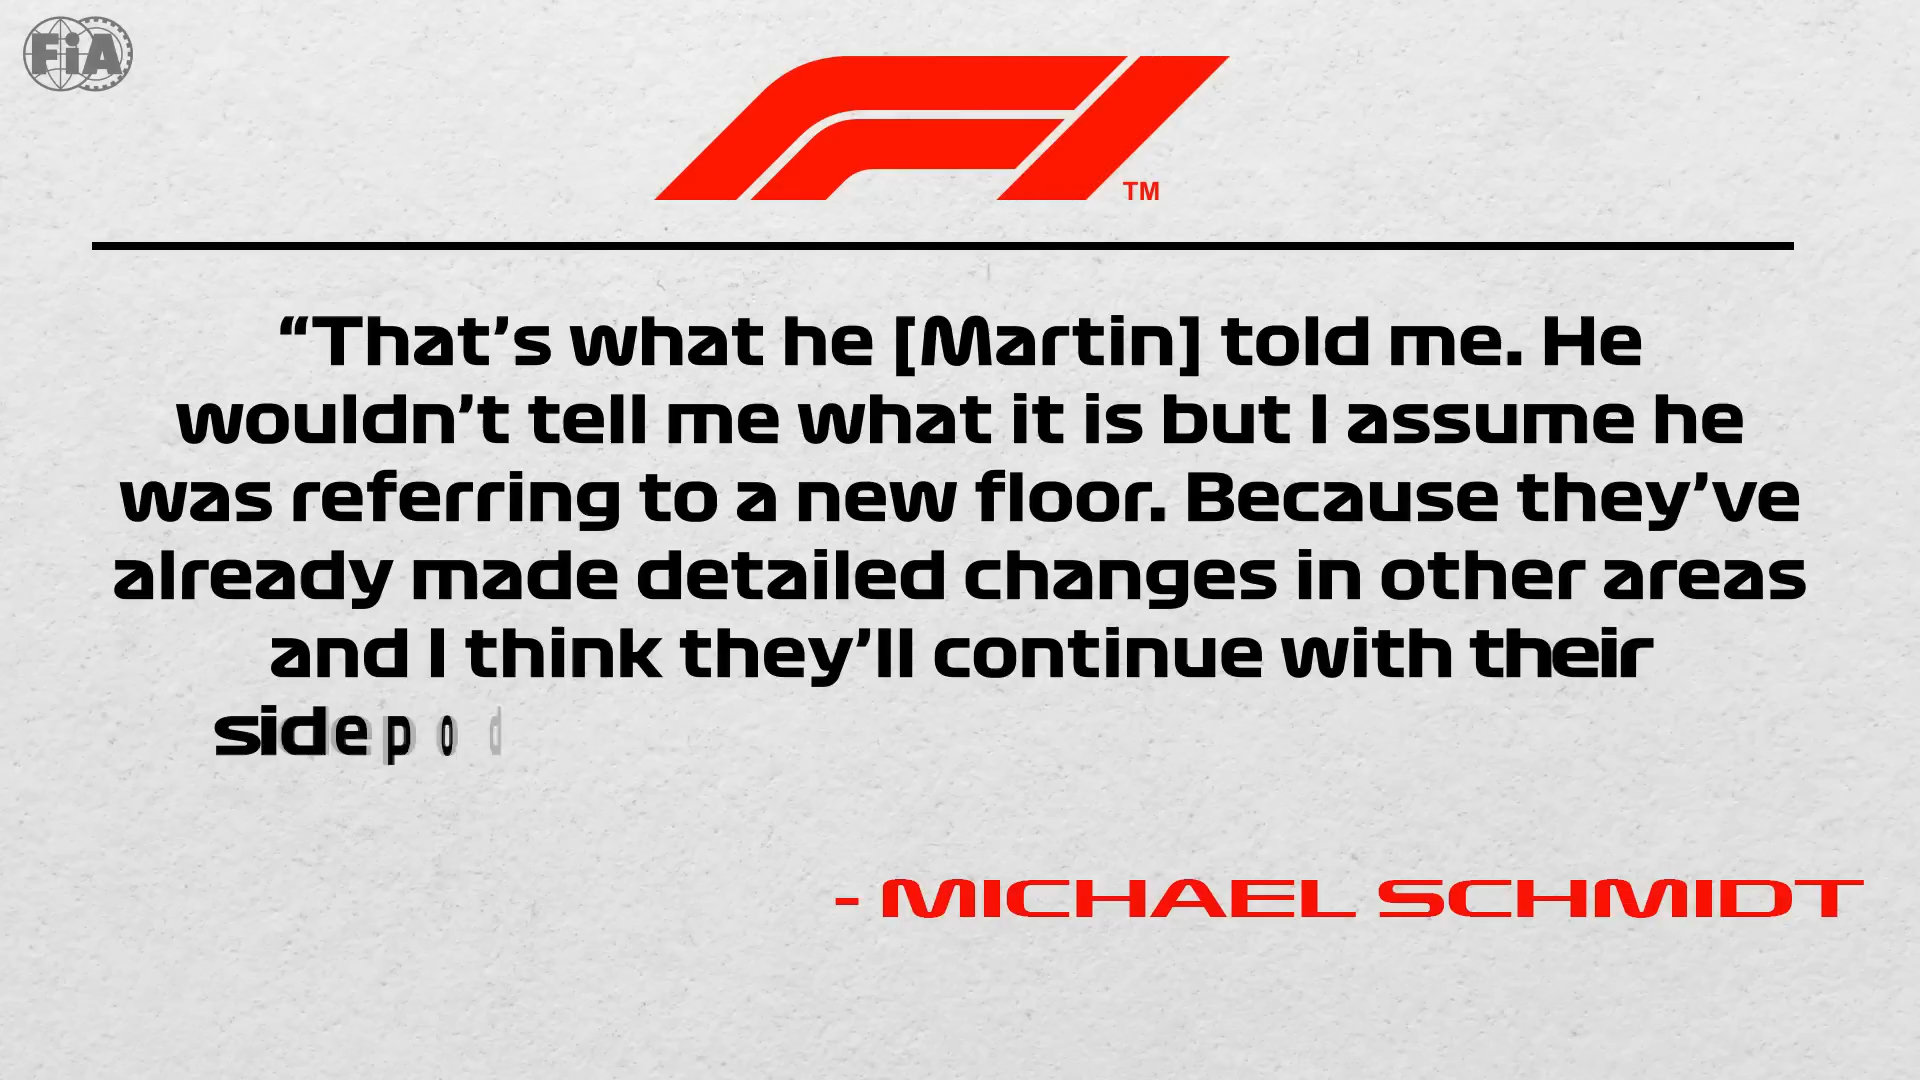 FiA
F1
TM
“That’s what he [Martin] told me. He
wouldn’t tell me what it is but I assume he
was referring to a new floor. Because they’ve
already made detailed changes in other areas
and I think they’ll continue with their
sidepod
- MICHAEL SCHMIDT